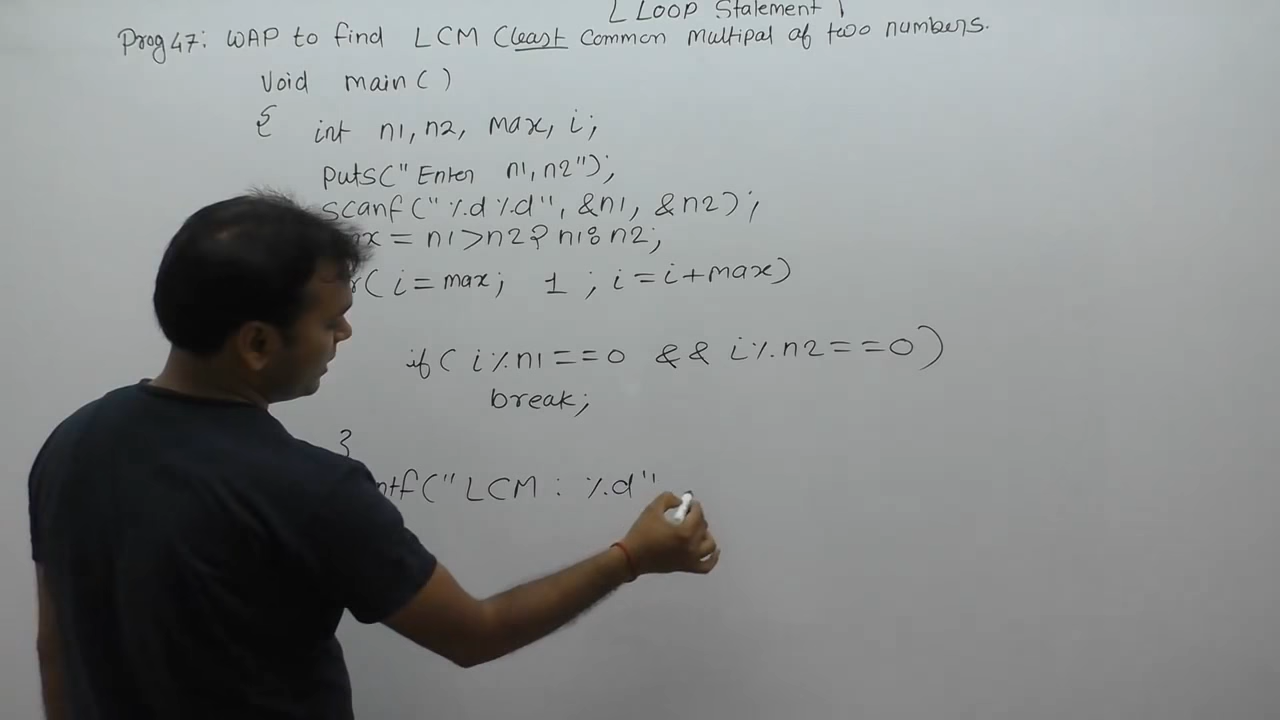 [ Loop Statement ]
Prog 47: WAP to find LCM (least Common Multipal of two numbers.
Void main( )
{ int n1, n2, max, i;
puts("Enter n1, n2");
scanf("%d%d", &n1, &n2);
= n1>n2? n1:n2;
( i=max; 1 ; i=i+max)
if( i%n1==0 && i%n2==0)
break;
}
ntf("LCM : %d"